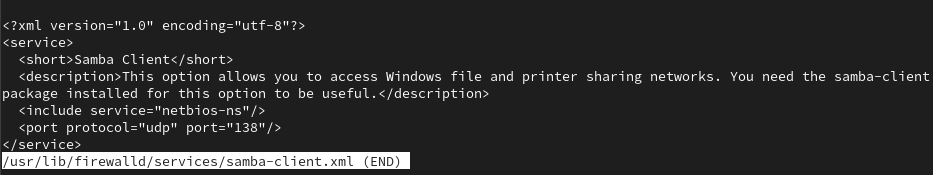 <?xml version="1.0" encoding="utf-8"?>
<service>
  <short>Samba Client</short>
  <description>This option allows you to access Windows file and printer sharing networks. You need the samba-client
package installed for this option to be useful.</description>
  <include service="netbios-ns"/>
  <port protocol="udp" port="138"/>
</service>
/usr/lib/firewalld/services/samba-client.xml (END)